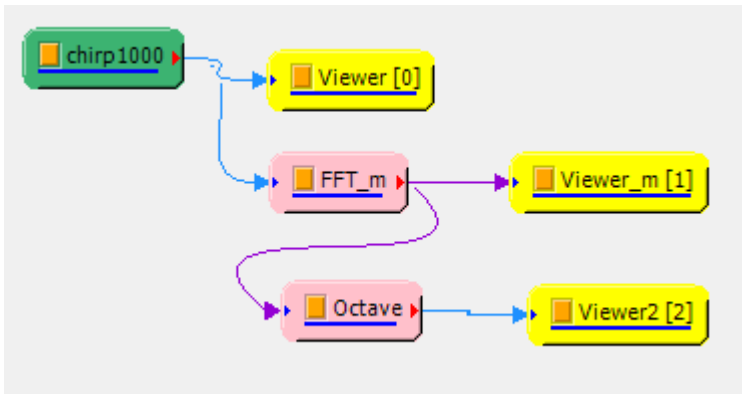 chirp1000
Viewer [0]
FFT_m
Viewer_m [1]
Octave
Viewer2 [2]